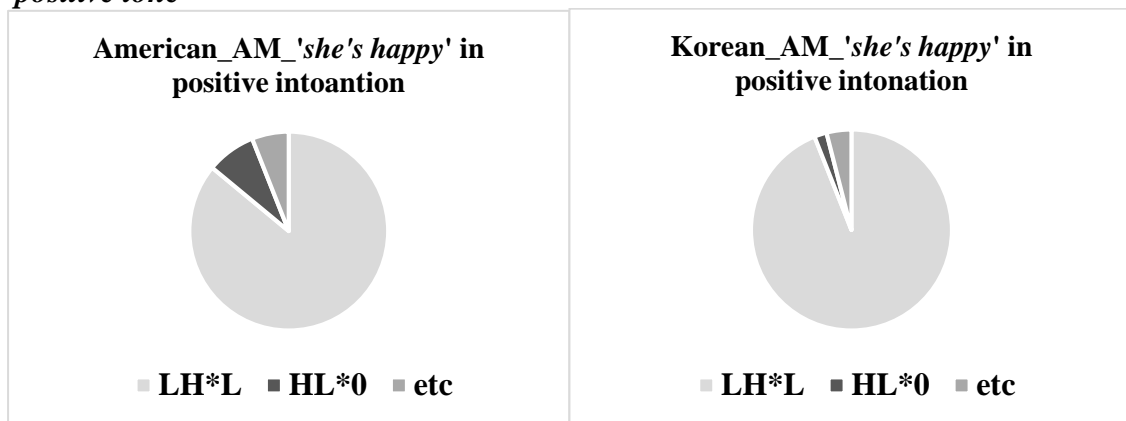 positive tone
American_AM_'she's happy' in
positive intoantion
LH*L HL*0 etc
Korean_AM_'she's happy' in
positive intonation
LH*L HL*0 etc